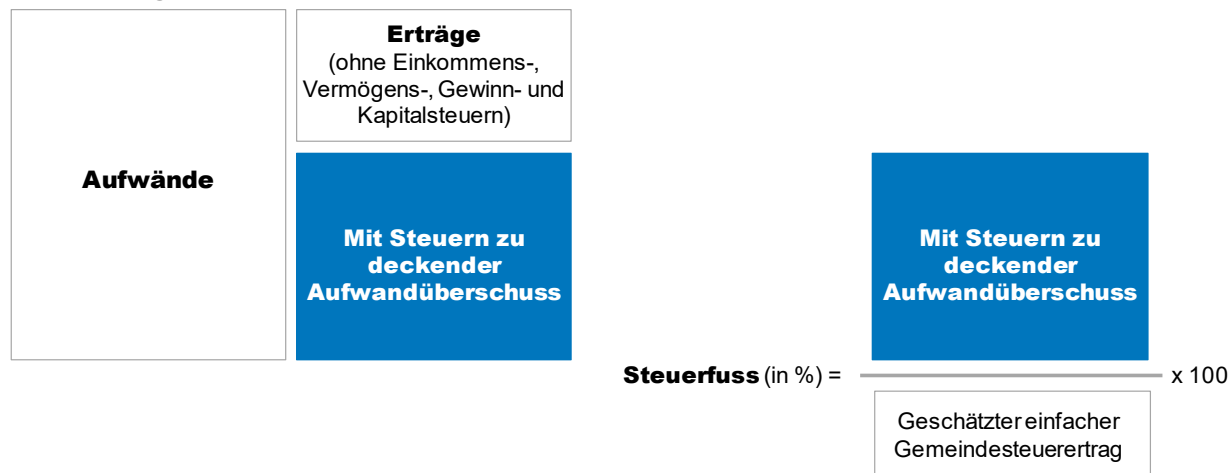 Erträge
(ohne Einkommens-,
Vermögens-, Gewinn- und
Kapitalsteuern)
Aufwände
Mit Steuern zu
deckender
Aufwandüberschuss
Mit Steuern zu
deckender
Aufwandüberschuss
Steuerfuss (in %) = x 100
Geschätzter einfacher
Gemeindesteuerertrag